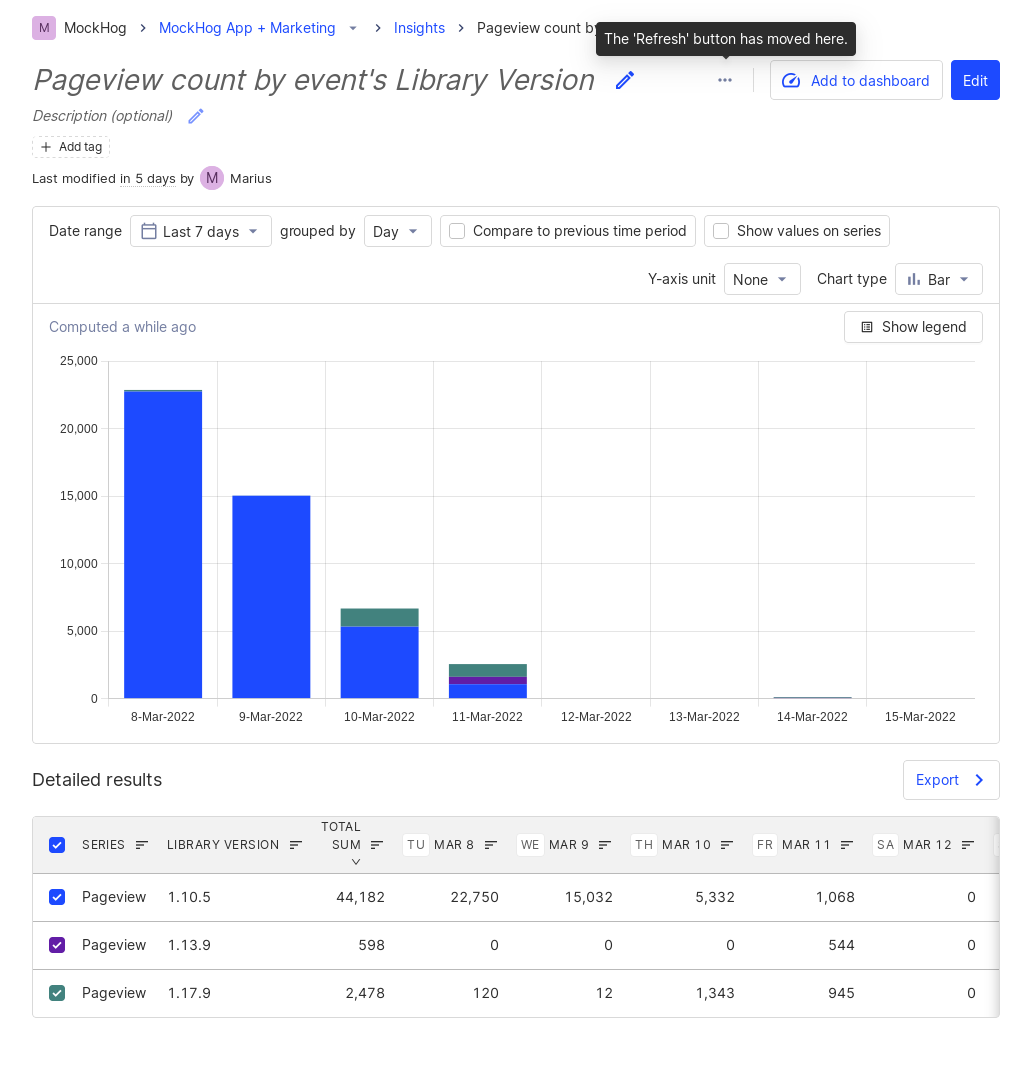 M MockHog MockHog App + Marketing Insights Pageview count by
The 'Refresh' button has moved here.
Pageview count by event's Library Version
Add to dashboard Edit
Description (optional)
Add tag
Last modified in 5 days by M Marius
Date range Last 7 days grouped by Day Compare to previous time period Show values on series
Y-axis unit None Chart type Bar
Computed a while ago Show legend
25,000
20,000
15,000
10,000
5,000
0
8-Mar-2022 9-Mar-2022 10-Mar-2022 11-Mar-2022 12-Mar-2022 13-Mar-2022 14-Mar-2022 15-Mar-2022
Detailed results Export
SERIES LIBRARY VERSION TOTAL SUM TU MAR 8 WE MAR 9 TH MAR 10 FR MAR 11 SA MAR 12
Pageview 1.10.5 44,182 22,750 15,032 5,332 1,068 0
Pageview 1.13.9 598 0 0 0 544 0
Pageview 1.17.9 2,478 120 12 1,343 945 0